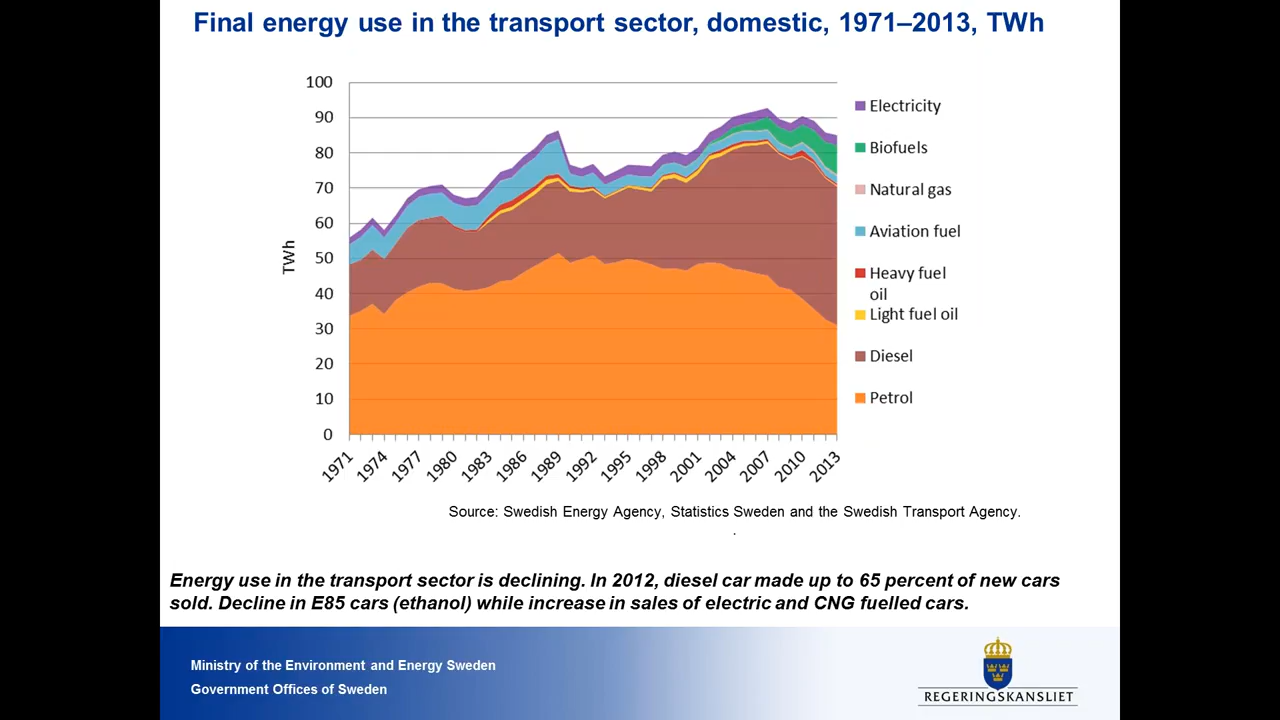 Final energy use in the transport sector, domestic, 1971–2013, TWh
100
90
80
70
60
50
40
30
20
10
0
TWh
1971
1974
1977
1980
1983
1986
1989
1992
1995
1998
2001
2004
2007
2010
2013
Electricity
Biofuels
Natural gas
Aviation fuel
Heavy fuel
oil
Light fuel oil
Diesel
Petrol
Source: Swedish Energy Agency, Statistics Sweden and the Swedish Transport Agency.
.
Energy use in the transport sector is declining. In 2012, diesel car made up to 65 percent of new cars
sold. Decline in E85 cars (ethanol) while increase in sales of electric and CNG fuelled cars.
Ministry of the Environment and Energy Sweden
Government Offices of Sweden
REGERINGSKANSLIET